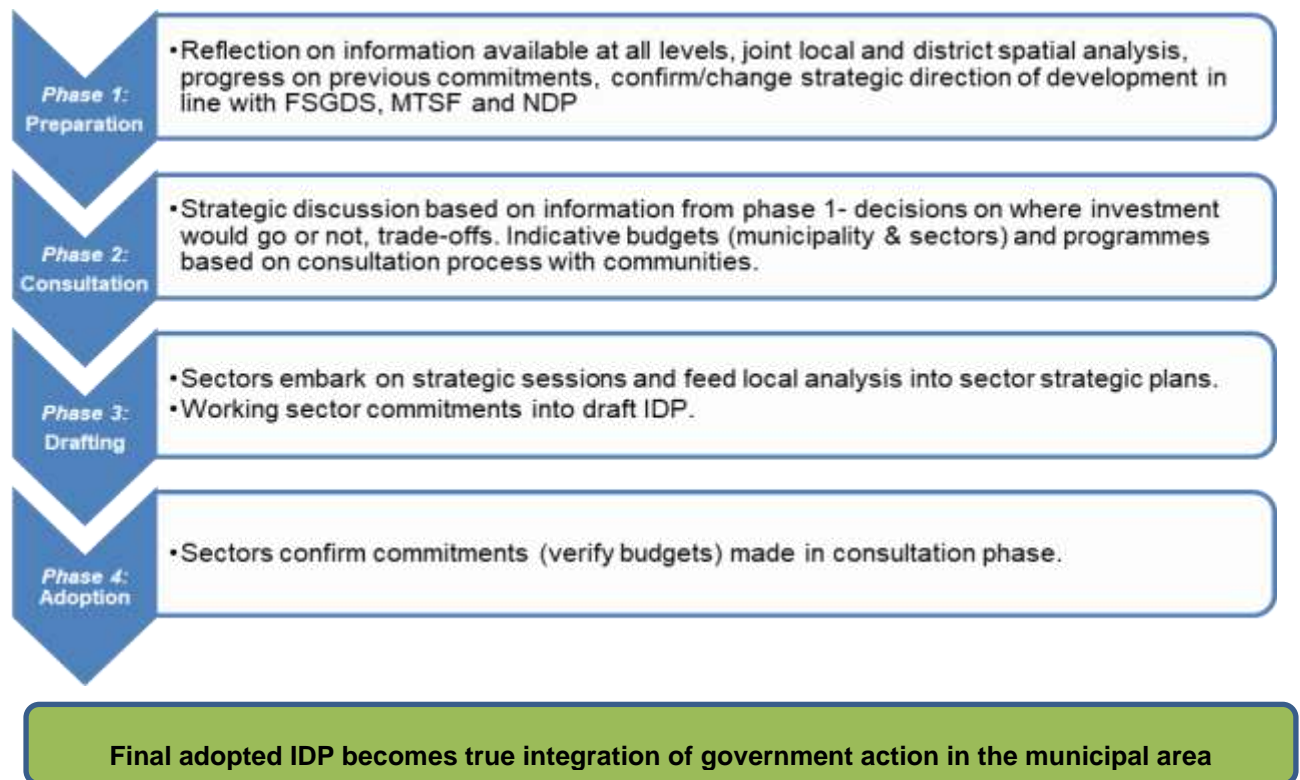 Phase 1:
Preparation
•Reflection on information available at all levels, joint local and district spatial analysis,
progress on previous commitments, confirm/change strategic direction of development in
line with FSGDS, MTSF and NDP
Phase 2:
Consultation
•Strategic discussion based on information from phase 1- decisions on where investment
would go or not, trade-offs. Indicative budgets (municipality & sectors) and programmes
based on consultation process with communities.
Phase 3:
Drafting
•Sectors embark on strategic sessions and feed local analysis into sector strategic plans.
•Working sector commitments into draft IDP.
Phase 4:
Adoption
•Sectors confirm commitments (verify budgets) made in consultation phase.
Final adopted IDP becomes true integration of government action in the municipal area